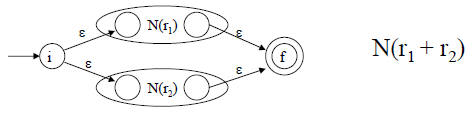 ε N(r₁) ε
i f N(r₁ + r₂)
ε N(r₂) ε